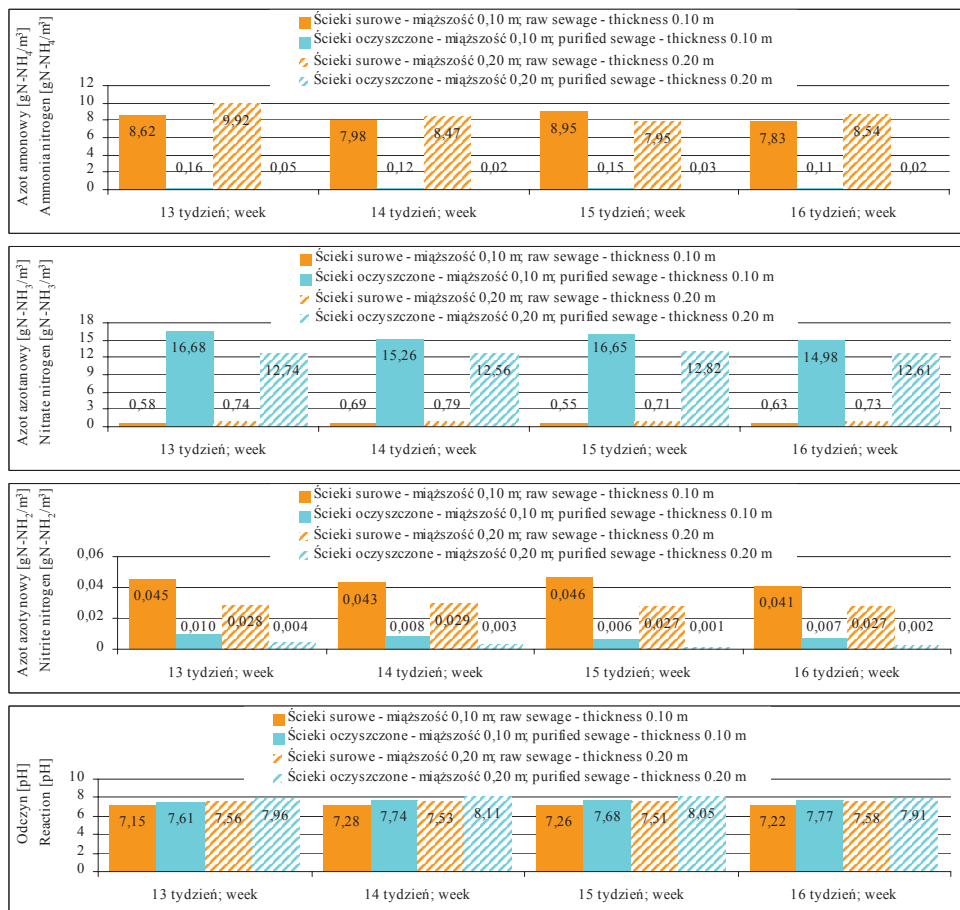 Ścieki surowe - miąższość 0,10 m; raw sewage - thickness 0.10 m
Ścieki oczyszczone - miąższość 0,10 m; purified sewage - thickness 0.10 m
Ścieki surowe - miąższość 0,20 m; raw sewage - thickness 0.20 m
Ścieki oczyszczone - miąższość 0,20 m; purified sewage - thickness 0.20 m
Azot amonowy [gN-NH₄/m³]
Ammonia nitrogen [gN-NH₄/m³]
12
10
8
6
4
2
0
8,62 0,16 9,92 0,05 7,98 0,12 8,47 0,02 8,95 0,15 7,95 0,03 7,83 0,11 8,54 0,02
13 tydzień; week 14 tydzień; week 15 tydzień; week 16 tydzień; week
Ścieki surowe - miąższość 0,10 m; raw sewage - thickness 0.10 m
Ścieki oczyszczone - miąższość 0,10 m; purified sewage - thickness 0.10 m
Ścieki surowe - miąższość 0,20 m; raw sewage - thickness 0.20 m
Ścieki oczyszczone - miąższość 0,20 m; purified sewage - thickness 0.20 m
Azot azotanowy [gN-NH₃/m³]
Nitrate nitrogen [gN-NH₃/m³]
18
15
12
9
6
3
0
0,58 16,68 0,74 12,74 0,69 15,26 0,79 12,56 0,55 16,65 0,71 12,82 0,63 14,98 0,73 12,61
13 tydzień; week 14 tydzień; week 15 tydzień; week 16 tydzień; week
Ścieki surowe - miąższość 0,10 m; raw sewage - thickness 0.10 m
Ścieki oczyszczone - miąższość 0,10 m; purified sewage - thickness 0.10 m
Ścieki surowe - miąższość 0,20 m; raw sewage - thickness 0.20 m
Ścieki oczyszczone - miąższość 0,20 m; purified sewage - thickness 0.20 m
Azot azotynowy [gN-NH₂/m³]
Nitrite nitrogen [gN-NH₂/m³]
0,06
0,04
0,02
0
0,045 0,010 0,028 0,004 0,043 0,008 0,029 0,003 0,046 0,006 0,027 0,001 0,041 0,007 0,027 0,002
13 tydzień; week 14 tydzień; week 15 tydzień; week 16 tydzień; week
Ścieki surowe - miąższość 0,10 m; raw sewage - thickness 0.10 m
Ścieki oczyszczone - miąższość 0,10 m; purified sewage - thickness 0.10 m
Ścieki surowe - miąższość 0,20 m; raw sewage - thickness 0.20 m
Ścieki oczyszczone - miąższość 0,20 m; purified sewage - thickness 0.20 m
Odczyn [pH]
Reaction [pH]
10
8
6
4
2
0
7,15 7,61 7,56 7,96 7,28 7,74 7,53 8,11 7,26 7,68 7,51 8,05 7,22 7,77 7,58 7,91
13 tydzień; week 14 tydzień; week 15 tydzień; week 16 tydzień; week